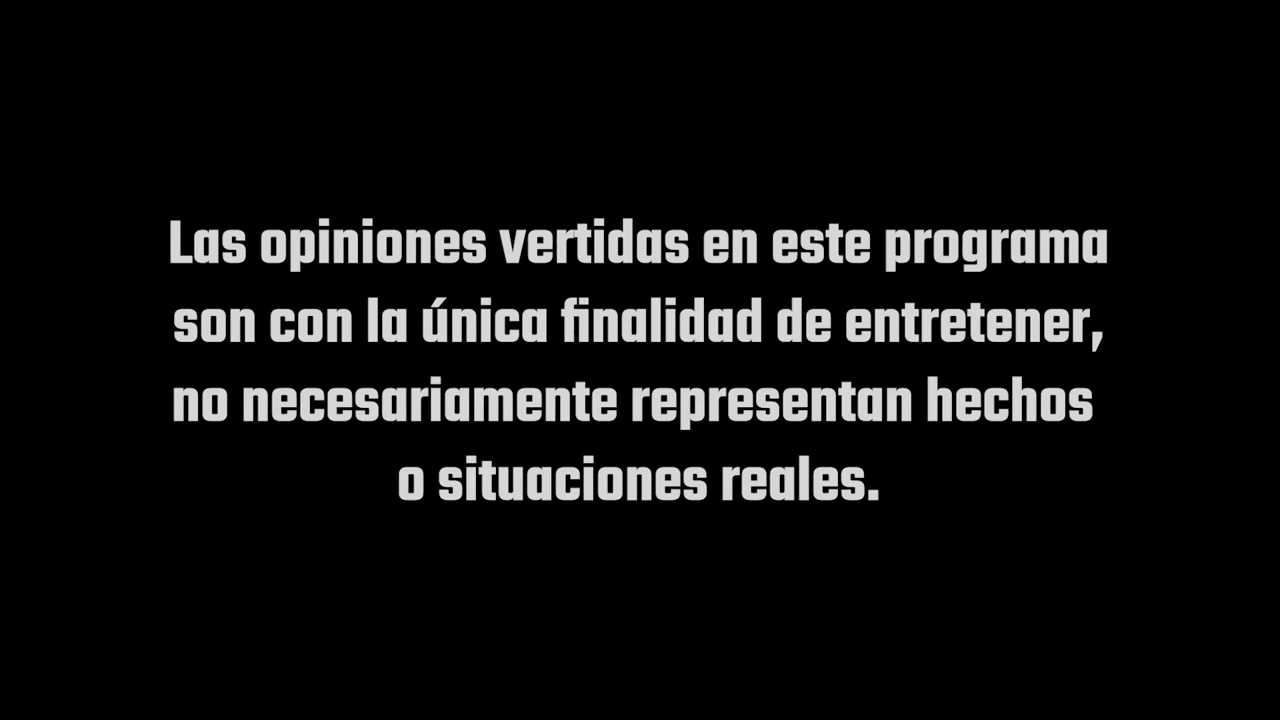 Las opiniones vertidas en este programa
son con la única finalidad de entretener,
no necesariamente representan hechos
o situaciones reales.